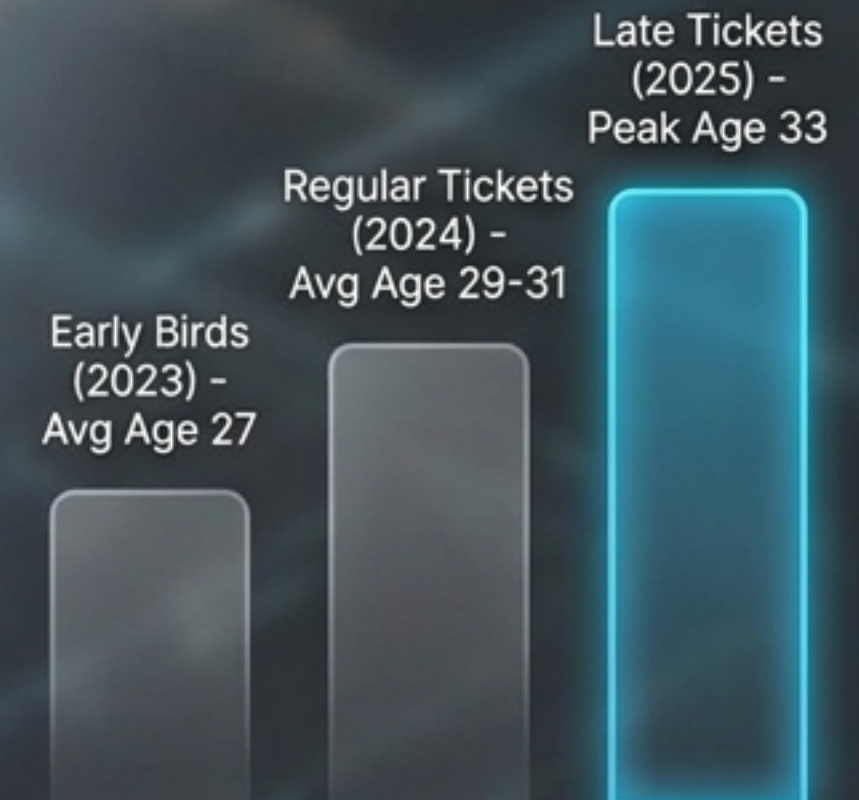 Early Birds
(2023) -
Avg Age 27
Regular Tickets
(2024) -
Avg Age 29-31
Late Tickets
(2025) -
Peak Age 33